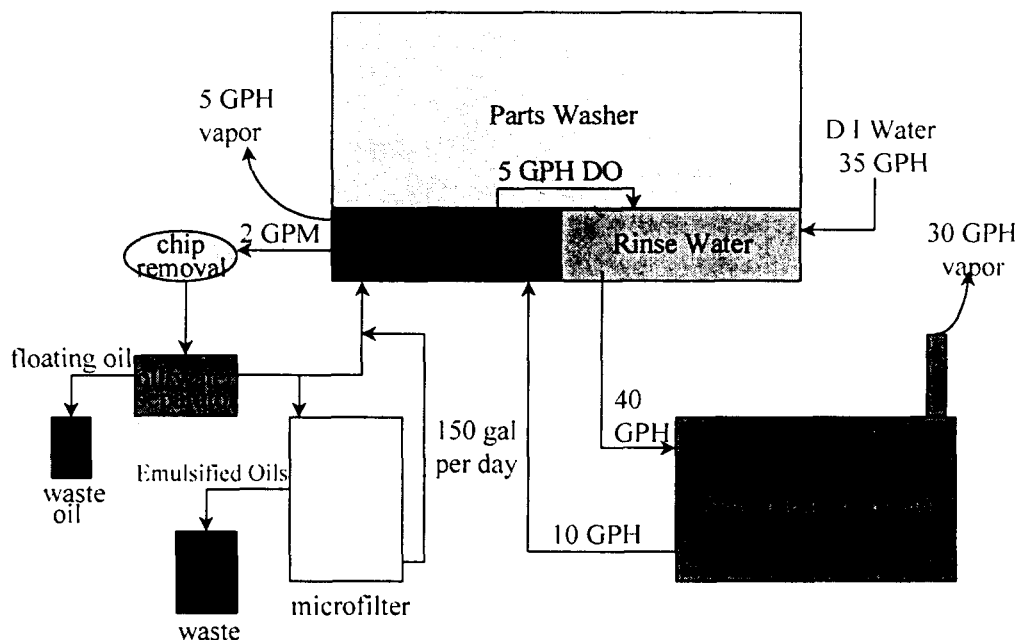 5 GPH
vapor
Parts Washer
D I Water
35 GPH
5 GPH DO
2 GPM
Rinse Water
chip
removal
30 GPH
vapor
floating oil
40
GPH
150 gal
per day
Emulsified Oils
waste
oil
10 GPH
microfilter
waste